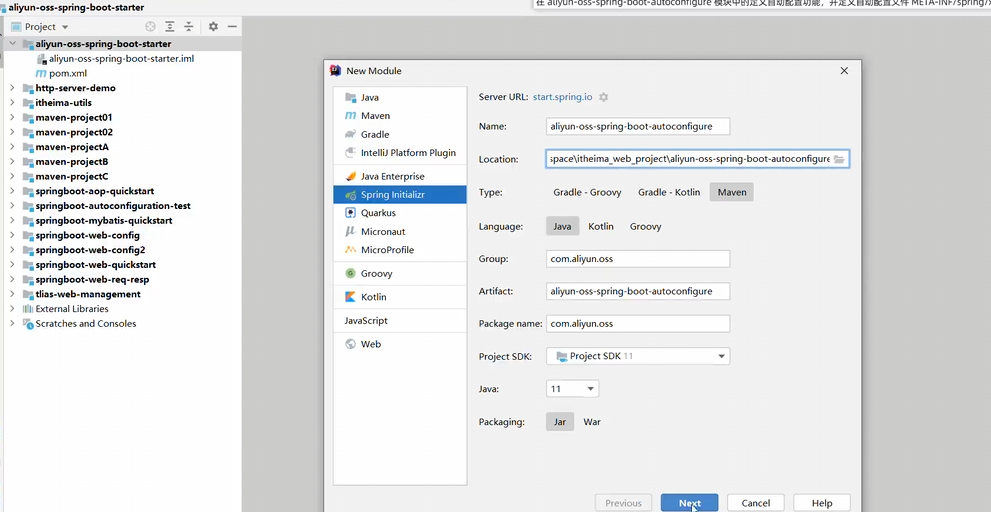 aliyun-oss-spring-boot-starter
在 aliyun-oss-spring-boot-autoconfigure 模块中的定义自动配置功能，并定义自动配置文件 META-INF/spring/
Project
aliyun-oss-spring-boot-starter
aliyun-oss-spring-boot-starter.iml
pom.xml
http-server-demo
itheima-utils
maven-project01
maven-project02
maven-projectA
maven-projectB
maven-projectC
springboot-aop-quickstart
springboot-autoconfiguration-test
springboot-mybatis-quickstart
springboot-web-config
springboot-web-config2
springboot-web-quickstart
springboot-web-req-resp
tlias-web-management
External Libraries
Scratches and Consoles
New Module
Java
Maven
Gradle
IntelliJ Platform Plugin
Java Enterprise
Spring Initializr
Quarkus
Micronaut
MicroProfile
Groovy
Kotlin
JavaScript
Web
Server URL: start.spring.io
Name: aliyun-oss-spring-boot-autoconfigure
Location: space\itheima_web_project\aliyun-oss-spring-boot-autoconfigure
Type: Gradle - Groovy Gradle - Kotlin Maven
Language: Java Kotlin Groovy
Group: com.aliyun.oss
Artifact: aliyun-oss-spring-boot-autoconfigure
Package name: com.aliyun.oss
Project SDK: Project SDK 11
Java: 11
Packaging: Jar War
Previous Next Cancel Help